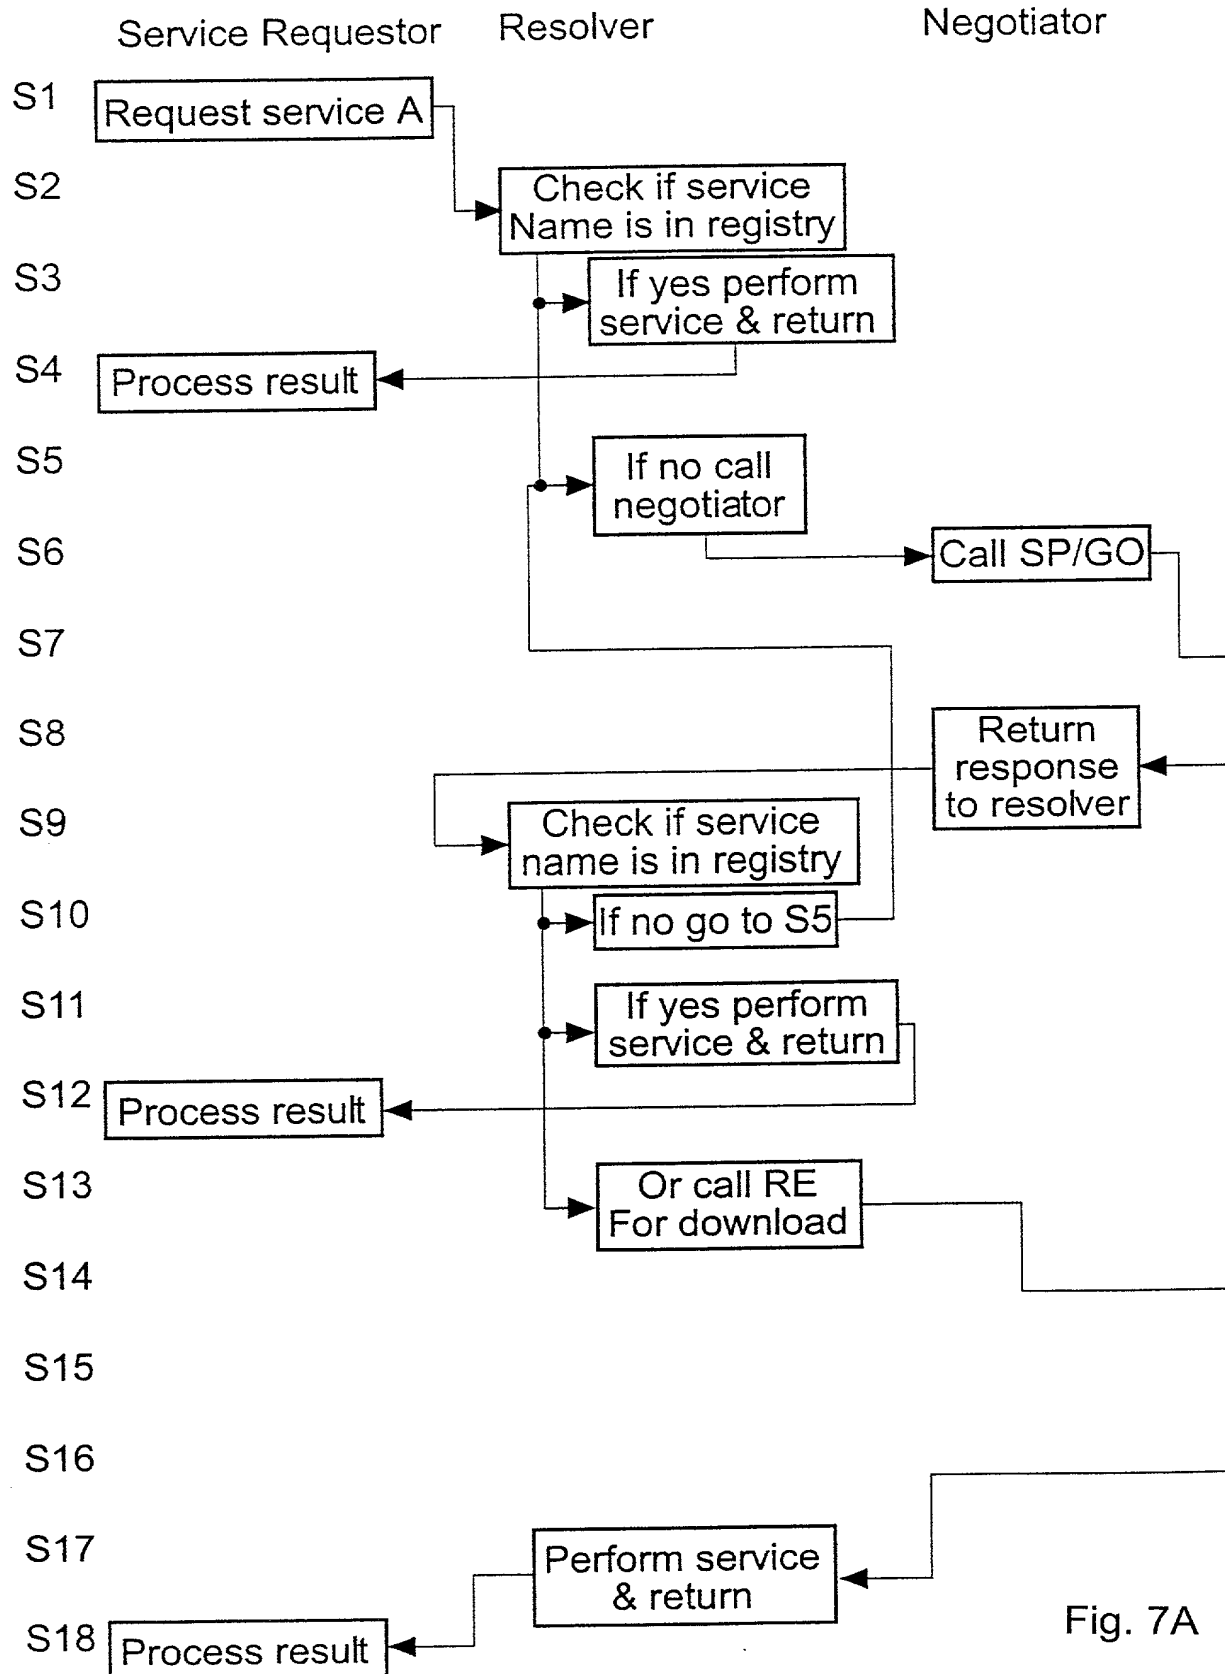 Service Requestor
Resolver
Negotiator
S1
Request service A
S2
Check if service
Name is in registry
S3
If yes perform
service & return
S4
Process result
S5
If no call
negotiator
S6
Call SP/GO
S7
S8
Return
response
to resolver
S9
Check if service
name is in registry
S10
If no go to S5
S11
If yes perform
service & return
S12
Process result
S13
Or call RE
For download
S14
S15
S16
S17
Perform service
& return
S18
Process result
Fig. 7A